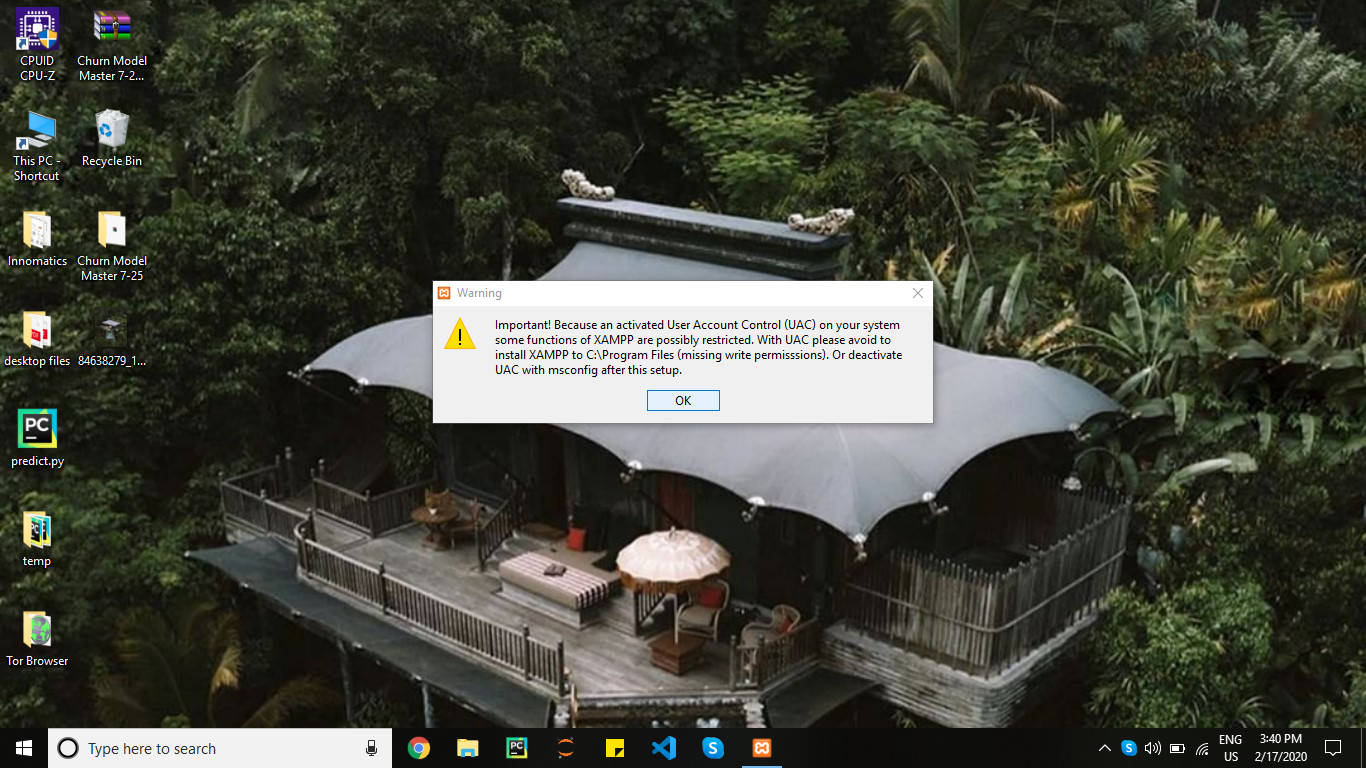 CPUID
CPU-Z
Churn Model
Master 7-2...
This PC -
Shortcut
Recycle Bin
Innomatics
Churn Model
Master 7-25
desktop files
84638279_1...
PC
predict.py
temp
Tor Browser
Warning
Important! Because an activated User Account Control (UAC) on your system
some functions of XAMPP are possibly restricted. With UAC please avoid to
install XAMPP to C:\Program Files (missing write permisssions). Or deactivate
UAC with msconfig after this setup.
OK
Type here to search
PC
ENG
US
3:40 PM
2/17/2020